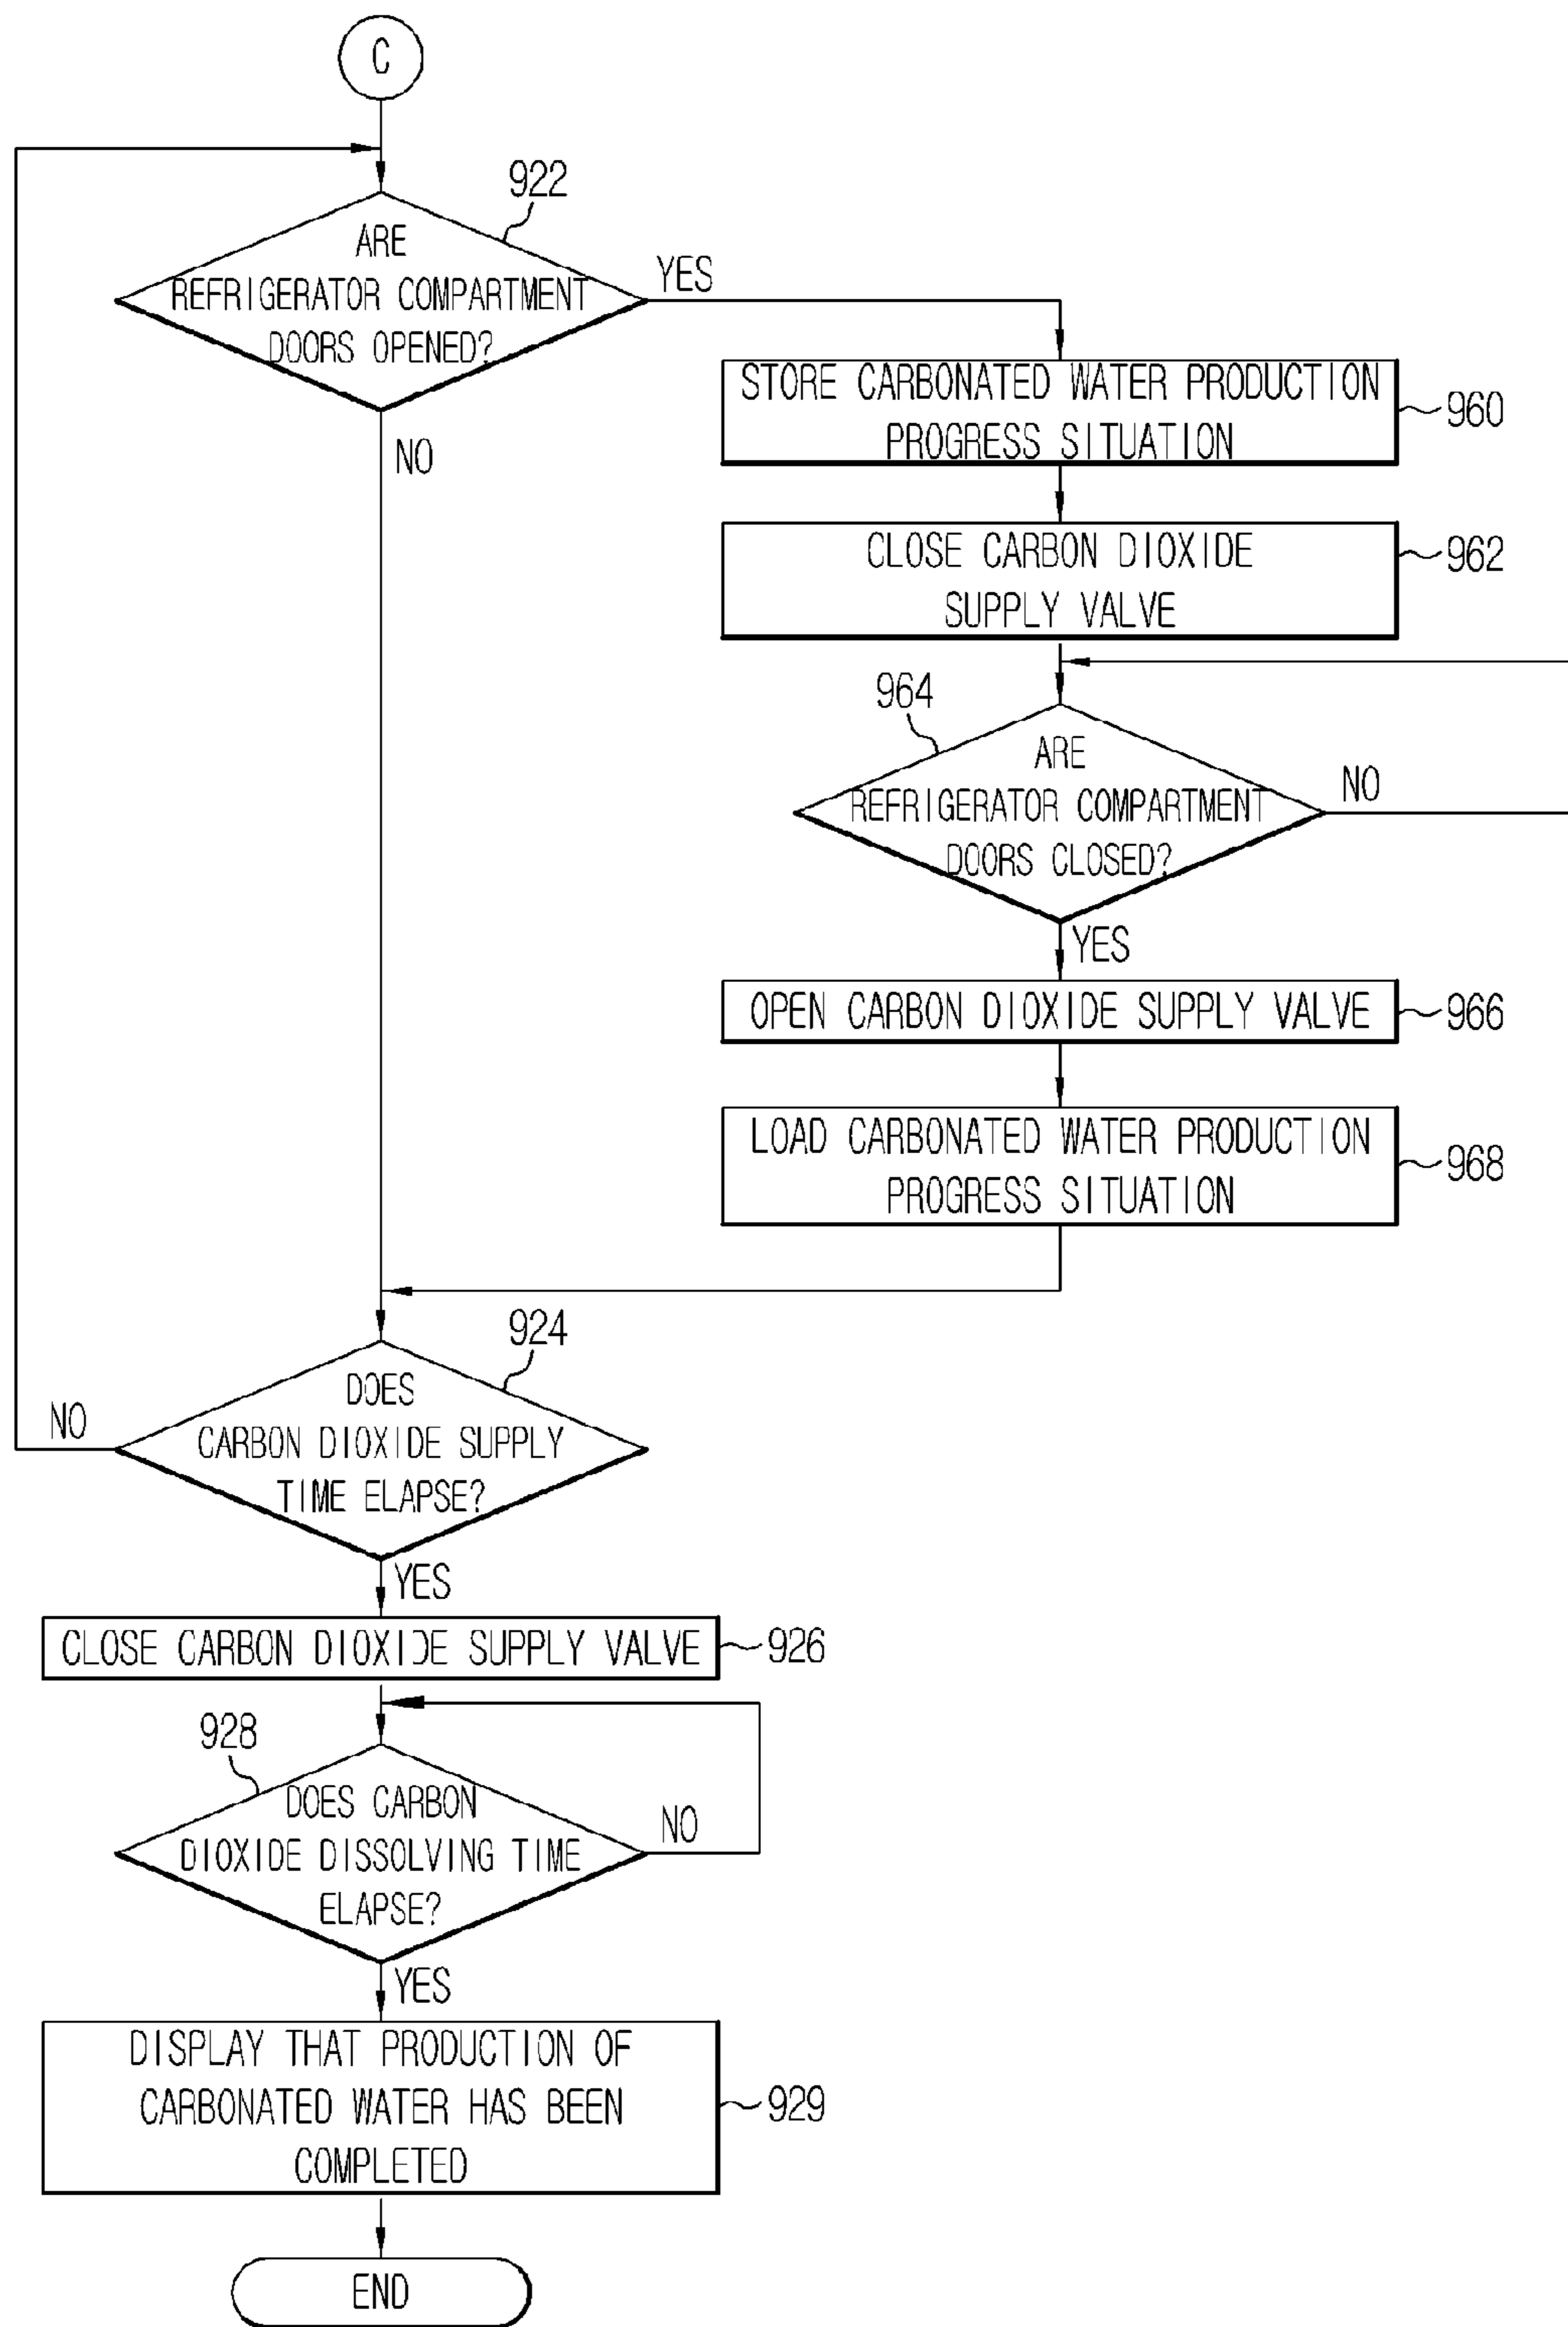 C
922
ARE
REFRIGERATOR COMPARTMENT
DOORS OPENED?
YES
NO
STORE CARBONATED WATER PRODUCTION
PROGRESS SITUATION
960
CLOSE CARBON DIOXIDE
SUPPLY VALVE
962
964
ARE
REFRIGERATOR COMPARTMENT
DOORS CLOSED?
NO
YES
OPEN CARBON DIOXIDE SUPPLY VALVE
966
LOAD CARBONATED WATER PRODUCTION
PROGRESS SITUATION
968
924
DOES
CARBON DIOXIDE SUPPLY
TIME ELAPSE?
NO
YES
CLOSE CARBON DIOXIDE SUPPLY VALVE
926
928
DOES CARBON
DIOXIDE DISSOLVING TIME
ELAPSE?
NO
YES
DISPLAY THAT PRODUCTION OF
CARBONATED WATER HAS BEEN
COMPLETED
929
END